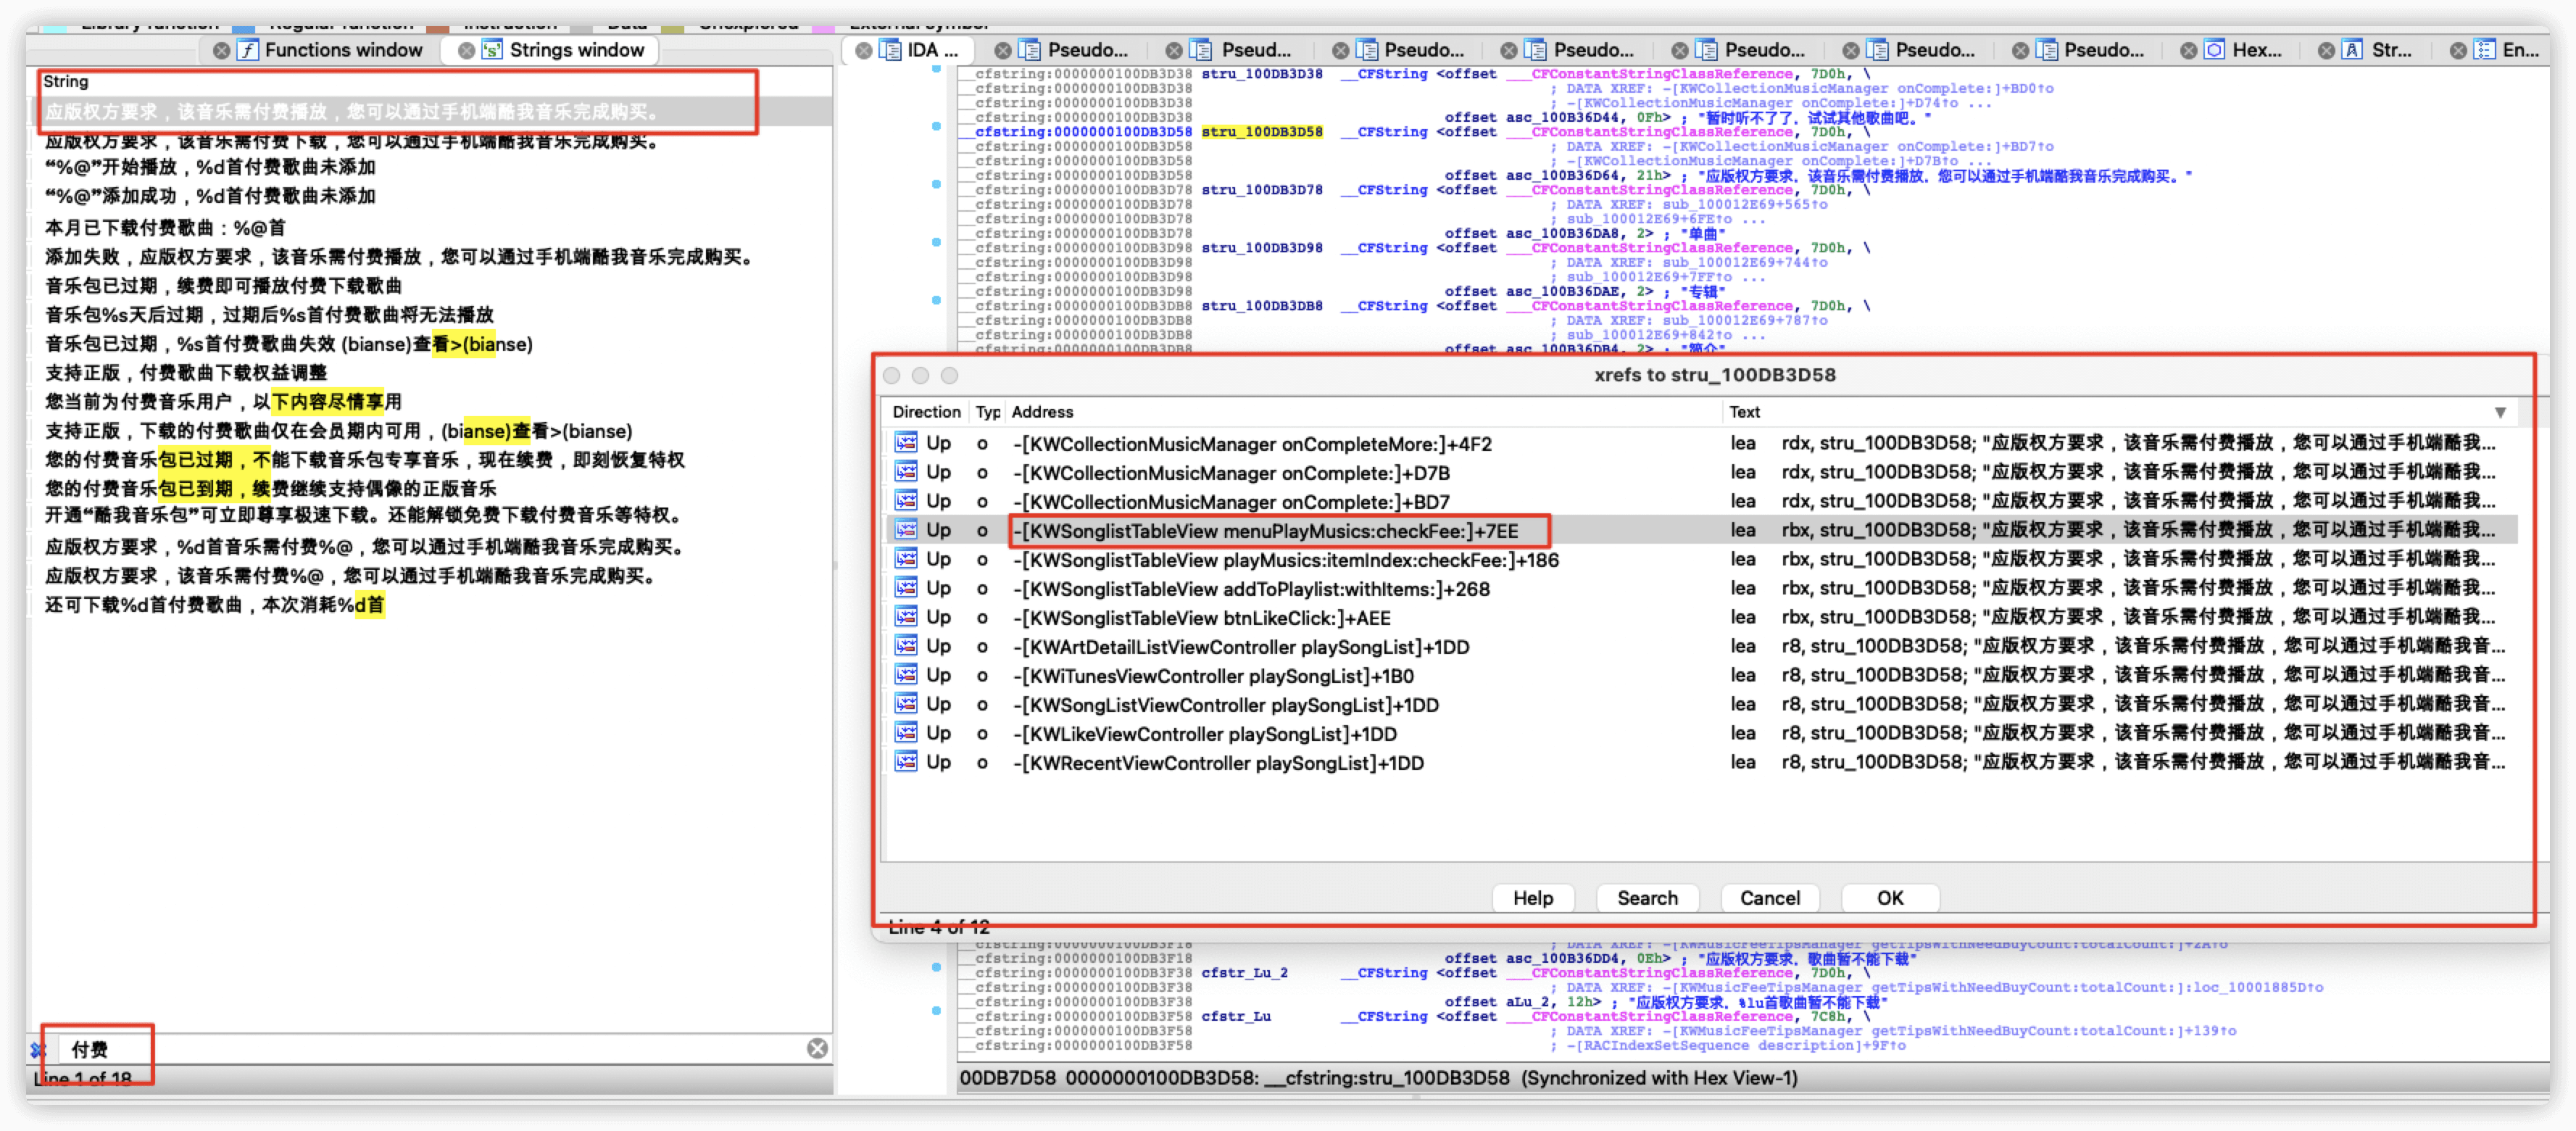 Library function Regular function Instruction Data Unexplored External symbol
Functions window Strings window
IDA ... Pseudo... Pseud... Pseudo... Pseudo... Pseudo... Pseudo... Pseudo... Hex... Str... En...
String
应版权方要求，该音乐需付费播放，您可以通过手机端酷我音乐完成购买。
应版权方要求，该音乐需付费下载，您可以通过手机端酷我音乐完成购买。
“%@”开始播放，%d首付费歌曲未添加
“%@”添加成功，%d首付费歌曲未添加
本月已下载付费歌曲：%@首
添加失败，应版权方要求，该音乐需付费播放，您可以通过手机端酷我音乐完成购买。
音乐包已过期，续费即可播放付费下载歌曲
音乐包%s天后过期，过期后%s首付费歌曲将无法播放
音乐包已过期，%s首付费歌曲失效 (bianse)查看>(bianse)
支持正版，付费歌曲下载权益调整
您当前为付费音乐用户，以下内容尽情享用
支持正版，下载的付费歌曲仅在会员期内可用，(bianse)查看>(bianse)
您的付费音乐包已过期，不能下载音乐包专享音乐，现在续费，即刻恢复特权
您的付费音乐包已到期，续费继续支持偶像的正版音乐
开通“酷我音乐包”可立即尊享极速下载。还能解锁免费下载付费音乐等特权。
应版权方要求，%d首音乐需付费%@，您可以通过手机端酷我音乐完成购买。
应版权方要求，该音乐需付费%@，您可以通过手机端酷我音乐完成购买。
还可下载%d首付费歌曲，本次消耗%d首
付费
Line 1 of 18
__cfstring:0000000100DB3D38 stru_100DB3D38 __CFString <offset ___CFConstantStringClassReference, 7D0h, \
__cfstring:0000000100DB3D38 ; DATA XREF: -[KWCollectionMusicManager onComplete:]+BD0↑o
__cfstring:0000000100DB3D38 ; -[KWCollectionMusicManager onComplete:]+D74↑o ...
__cfstring:0000000100DB3D38 offset asc_100B36D44, 0Fh> ; "暂时听不了了，试试其他歌曲吧。"
__cfstring:0000000100DB3D58 stru_100DB3D58 __CFString <offset ___CFConstantStringClassReference, 7D0h, \
__cfstring:0000000100DB3D58 ; DATA XREF: -[KWCollectionMusicManager onComplete:]+BD7↑o
__cfstring:0000000100DB3D58 ; -[KWCollectionMusicManager onComplete:]+D7B↑o ...
__cfstring:0000000100DB3D58 offset asc_100B36D64, 21h> ; "应版权方要求，该音乐需付费播放，您可以通过手机端酷我音乐完成购买。"
__cfstring:0000000100DB3D78 stru_100DB3D78 __CFString <offset ___CFConstantStringClassReference, 7D0h, \
__cfstring:0000000100DB3D78 ; DATA XREF: sub_100012E69+565↑o
__cfstring:0000000100DB3D78 ; sub_100012E69+6FE↑o ...
__cfstring:0000000100DB3D78 offset asc_100B36DA8, 2> ; "单曲"
__cfstring:0000000100DB3D98 stru_100DB3D98 __CFString <offset ___CFConstantStringClassReference, 7D0h, \
__cfstring:0000000100DB3D98 ; DATA XREF: sub_100012E69+744↑o
__cfstring:0000000100DB3D98 ; sub_100012E69+7FF↑o ...
__cfstring:0000000100DB3D98 offset asc_100B36DAE, 2> ; "专辑"
__cfstring:0000000100DB3DB8 stru_100DB3DB8 __CFString <offset ___CFConstantStringClassReference, 7D0h, \
__cfstring:0000000100DB3DB8 ; DATA XREF: sub_100012E69+787↑o
__cfstring:0000000100DB3DB8 ; sub_100012E69+842↑o ...
__cfstring:0000000100DB3DB8 offset asc_100B36DB4, 2> ; "简介"
xrefs to stru_100DB3D58
Direction Typ Address Text
Up o -[KWCollectionMusicManager onCompleteMore:]+4F2 lea rdx, stru_100DB3D58; "应版权方要求，该音乐需付费播放，您可以通过手机端酷我...
Up o -[KWCollectionMusicManager onComplete:]+D7B lea rdx, stru_100DB3D58; "应版权方要求，该音乐需付费播放，您可以通过手机端酷我...
Up o -[KWCollectionMusicManager onComplete:]+BD7 lea rdx, stru_100DB3D58; "应版权方要求，该音乐需付费播放，您可以通过手机端酷我...
Up o -[KWSonglistTableView menuPlayMusics:checkFee:]+7EE lea rbx, stru_100DB3D58; "应版权方要求，该音乐需付费播放，您可以通过手机端酷我...
Up o -[KWSonglistTableView playMusics:itemIndex:checkFee:]+186 lea rbx, stru_100DB3D58; "应版权方要求，该音乐需付费播放，您可以通过手机端酷我...
Up o -[KWSonglistTableView addToPlaylist:withItems:]+268 lea rbx, stru_100DB3D58; "应版权方要求，该音乐需付费播放，您可以通过手机端酷我...
Up o -[KWSonglistTableView btnLikeClick:]+AEE lea rbx, stru_100DB3D58; "应版权方要求，该音乐需付费播放，您可以通过手机端酷我...
Up o -[KWArtDetailListViewController playSongList]+1DD lea r8, stru_100DB3D58; "应版权方要求，该音乐需付费播放，您可以通过手机端酷我音...
Up o -[KWiTunesViewController playSongList]+1B0 lea r8, stru_100DB3D58; "应版权方要求，该音乐需付费播放，您可以通过手机端酷我音...
Up o -[KWSongListViewController playSongList]+1DD lea r8, stru_100DB3D58; "应版权方要求，该音乐需付费播放，您可以通过手机端酷我音...
Up o -[KWLikeViewController playSongList]+1DD lea r8, stru_100DB3D58; "应版权方要求，该音乐需付费播放，您可以通过手机端酷我音...
Up o -[KWRecentViewController playSongList]+1DD lea r8, stru_100DB3D58; "应版权方要求，该音乐需付费播放，您可以通过手机端酷我音...
Help Search Cancel OK
Line 4 of 12
__cfstring:0000000100DB3F18 ; DATA XREF: -[KWMusicFeeTipsManager getTipsWithNeedBuyCount:totalCount:]+2A↑o
__cfstring:0000000100DB3F18 offset asc_100B36DD4, 0Eh> ; "应版权方要求，歌曲暂不能下载"
__cfstring:0000000100DB3F38 cfstr_Lu_2 __CFString <offset ___CFConstantStringClassReference, 7D0h, \
__cfstring:0000000100DB3F38 ; DATA XREF: -[KWMusicFeeTipsManager getTipsWithNeedBuyCount:totalCount:]:loc_10001885D↑o
__cfstring:0000000100DB3F38 offset aLu_2, 12h> ; "应版权方要求，%lu首歌曲暂不能下载"
__cfstring:0000000100DB3F58 cfstr_Lu __CFString <offset ___CFConstantStringClassReference, 7C8h, \
__cfstring:0000000100DB3F58 ; DATA XREF: -[KWMusicFeeTipsManager getTipsWithNeedBuyCount:totalCount:]+139↑o
__cfstring:0000000100DB3F58 ; -[RACIndexSetSequence description]+9F↑o
00DB7D58 0000000100DB3D58: __cfstring:stru_100DB3D58 (Synchronized with Hex View-1)